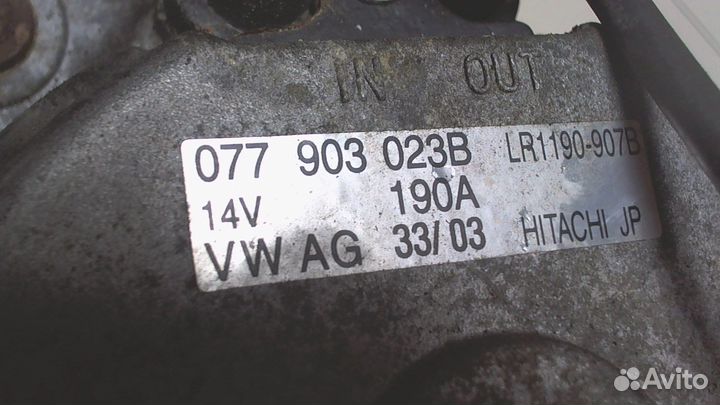 IN OUT
077 903 023B LR1190-907B
14V 190A
VW AG 33/03 HITACHI JP
Avito